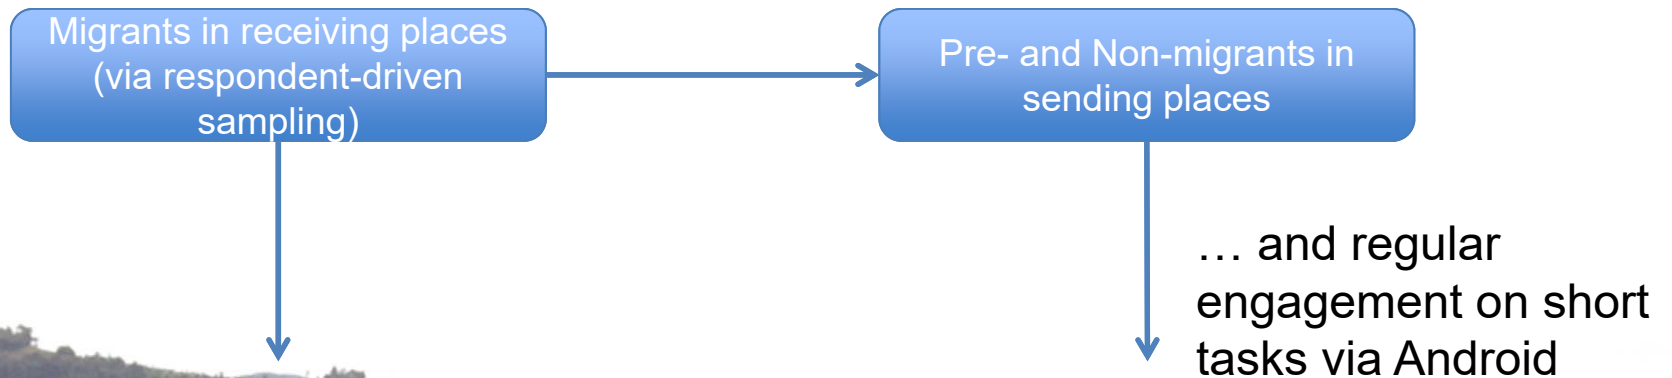 Migrants in receiving places
(via respondent-driven
sampling)
Pre- and Non-migrants in
sending places
… and regular
engagement on short
tasks via Android